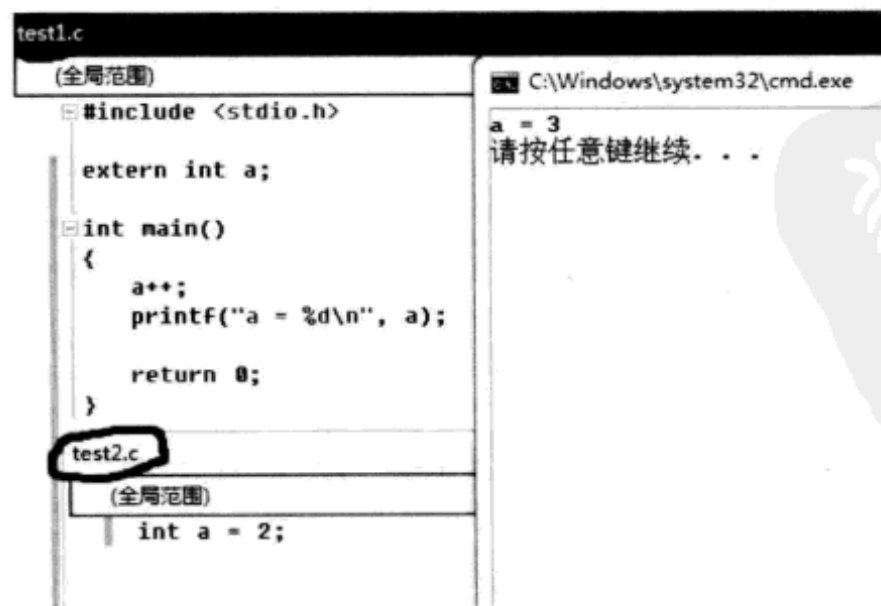 test1.c
(全局范围)
#include <stdio.h>
extern int a;
int main()
{
a++;
printf("a = %d\n", a);
return 0;
}
test2.c
(全局范围)
int a = 2;
C:\Windows\system32\cmd.exe
a = 3
请按任意键继续. . .